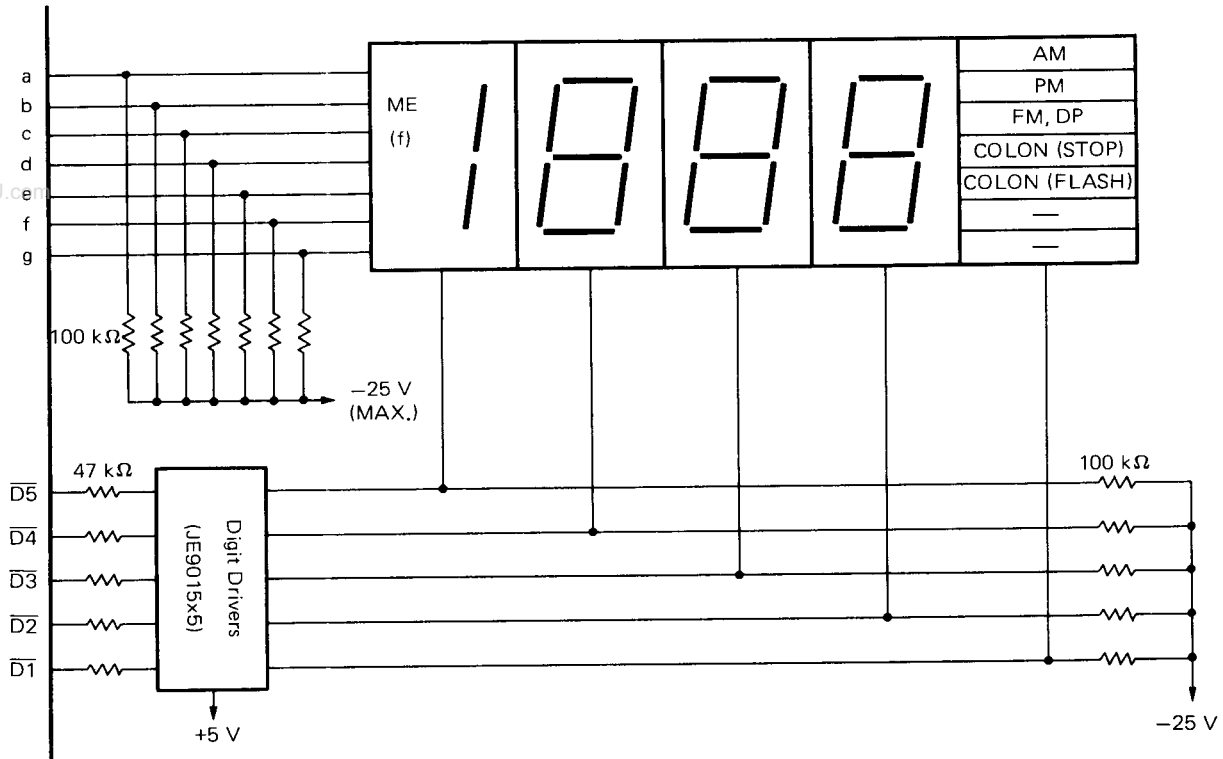 a
b
c
d
e
f
g
ME
(f)
AM
PM
FM, DP
COLON (STOP)
COLON (FLASH)
—
—
100 kΩ
−25 V
(MAX.)
D5
D4
D3
D2
D1
47 kΩ
Digit Drivers
(JE9015x5)
+5 V
100 kΩ
−25 V